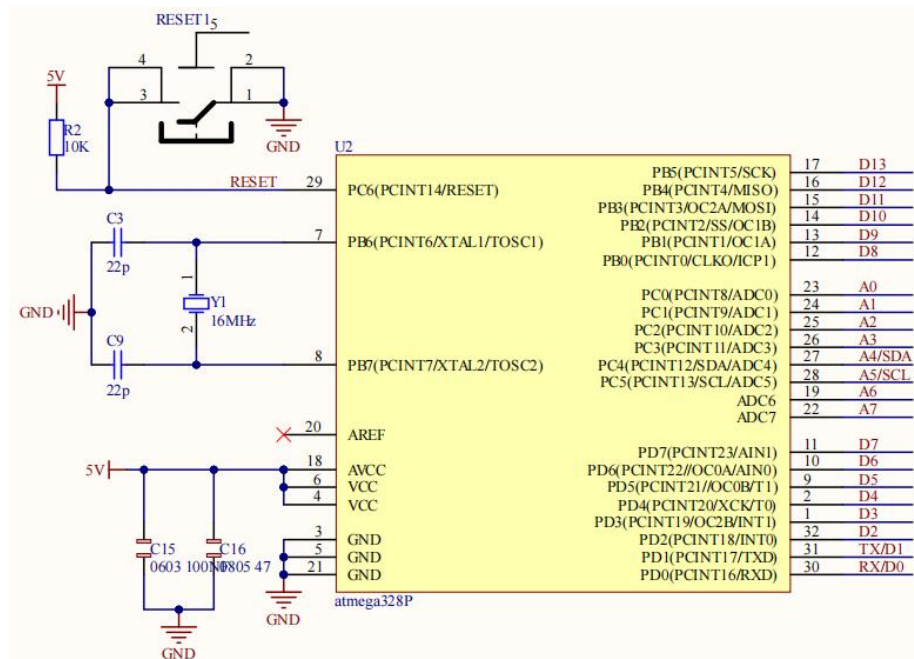 RESET1
5
4
2
3
1
5V
R2
10K
GND
U2
RESET
29
PC6(PCINT14/RESET)
C3
22p
7
PB6(PCINT6/XTAL1/TOSC1)
1
Y1
16MHz
2
GND
C9
22p
8
PB7(PCINT7/XTAL2/TOSC2)
20
AREF
5V
18
AVCC
6
VCC
4
VCC
3
GND
5
GND
21
GND
C15
0603 100NF
C16
0805 47
GND
GND
atmega328P
PB5(PCINT5/SCK) 17 D13
PB4(PCINT4/MISO) 16 D12
PB3(PCINT3/OC2A/MOSI) 15 D11
PB2(PCINT2/SS/OC1B) 14 D10
PB1(PCINT1/OC1A) 13 D9
PB0(PCINT0/CLKO/ICP1) 12 D8
PC0(PCINT8/ADC0) 23 A0
PC1(PCINT9/ADC1) 24 A1
PC2(PCINT10/ADC2) 25 A2
PC3(PCINT11/ADC3) 26 A3
PC4(PCINT12/SDA/ADC4) 27 A4/SDA
PC5(PCINT13/SCL/ADC5) 28 A5/SCL
ADC6 19 A6
ADC7 22 A7
PD7(PCINT23/AIN1) 11 D7
PD6(PCINT22//OC0A/AIN0) 10 D6
PD5(PCINT21//OC0B/T1) 9 D5
PD4(PCINT20/XCK/T0) 2 D4
PD3(PCINT19/OC2B/INT1) 1 D3
PD2(PCINT18/INT0) 32 D2
PD1(PCINT17/TXD) 31 TX/D1
PD0(PCINT16/RXD) 30 RX/D0